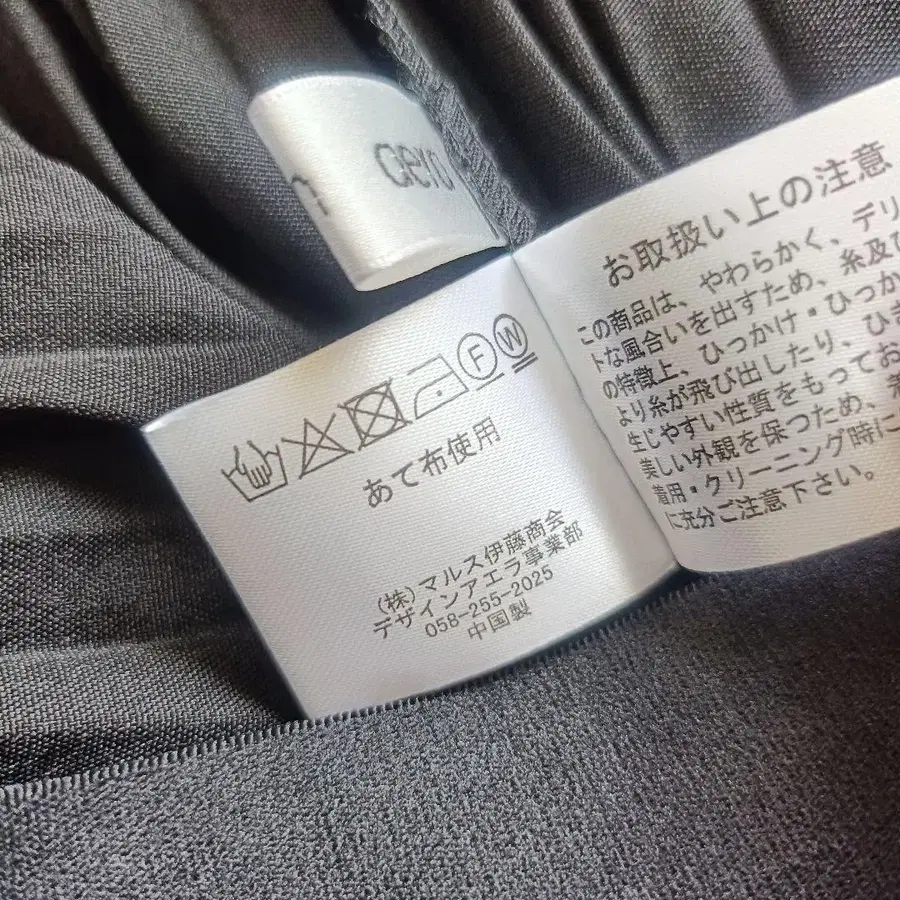 Gero
F W
あて布使用
(株)マルス伊藤商会
デザインアエラ事業部
058-255-2025
中国製
お取扱い上の注意
この商品は、やわらかく、デリ
トな風合いを出すため、糸及び
の特徴上、ひっかけ・ひっか
より糸が飛び出したり、ひき
生じやすい性質をもってお
美しい外観を保つため、着
着用・クリーニング時に
に充分ご注意下さい。